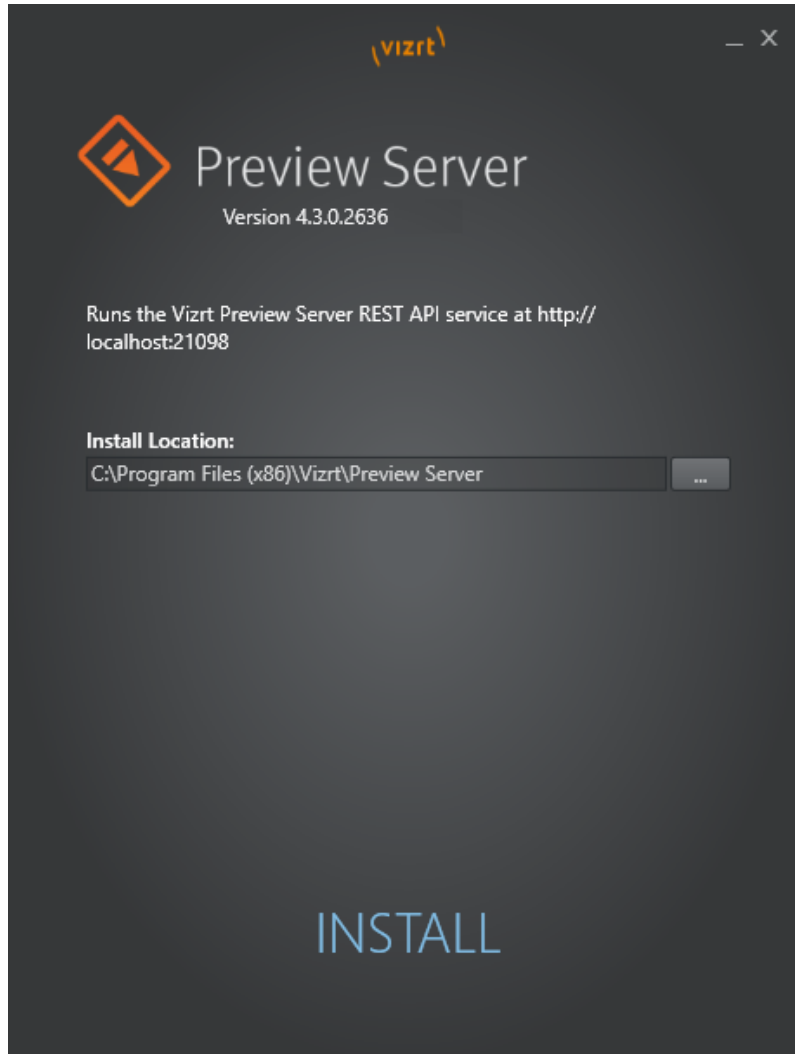 vizrt
Preview Server
Version 4.3.0.2636
Runs the Vizrt Preview Server REST API service at http://
localhost:21098
Install Location:
C:\Program Files (x86)\Vizrt\Preview Server
...
INSTALL